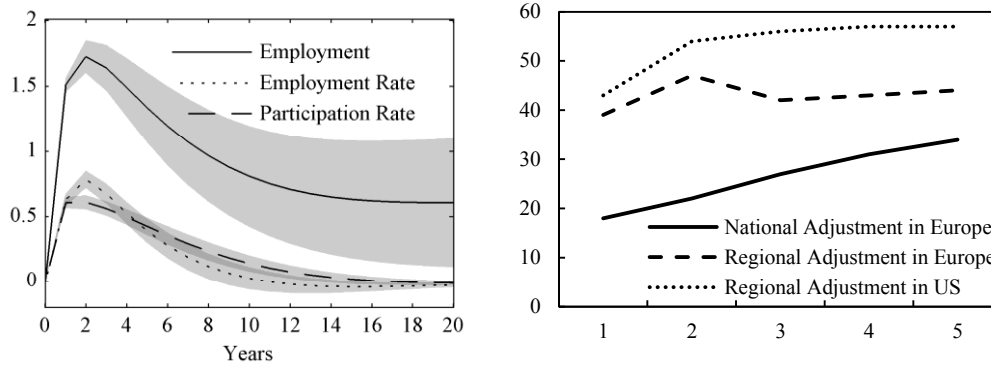 2
1.5
1
0.5
0
Employment
Employment Rate
Participation Rate
0 2 4 6 8 10 12 14 16 18 20
Years
60
50
40
30
20
10
0
National Adjustment in Europe
Regional Adjustment in Europe
Regional Adjustment in US
1 2 3 4 5